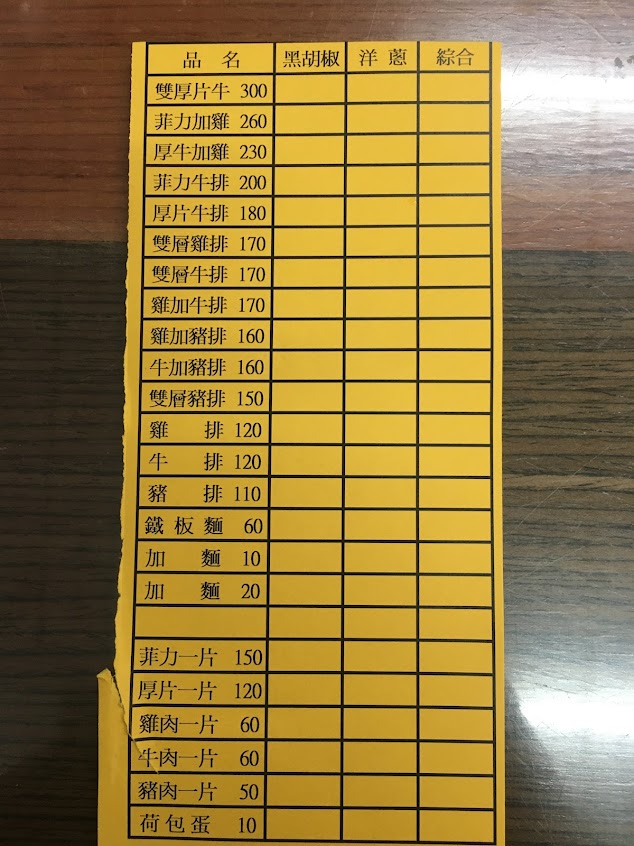 品名 黑胡椒 洋蔥 綜合
雙厚片牛 300
菲力加雞 260
厚牛加雞 230
菲力牛排 200
厚片牛排 180
雙層雞排 170
雙層牛排 170
雞加牛排 170
雞加豬排 160
牛加豬排 160
雙層豬排 150
雞排 120
牛排 120
豬排 110
鐵板麵 60
加麵 10
加麵 20
菲力一片 150
厚片一片 120
雞肉一片 60
牛肉一片 60
豬肉一片 50
荷包蛋 10